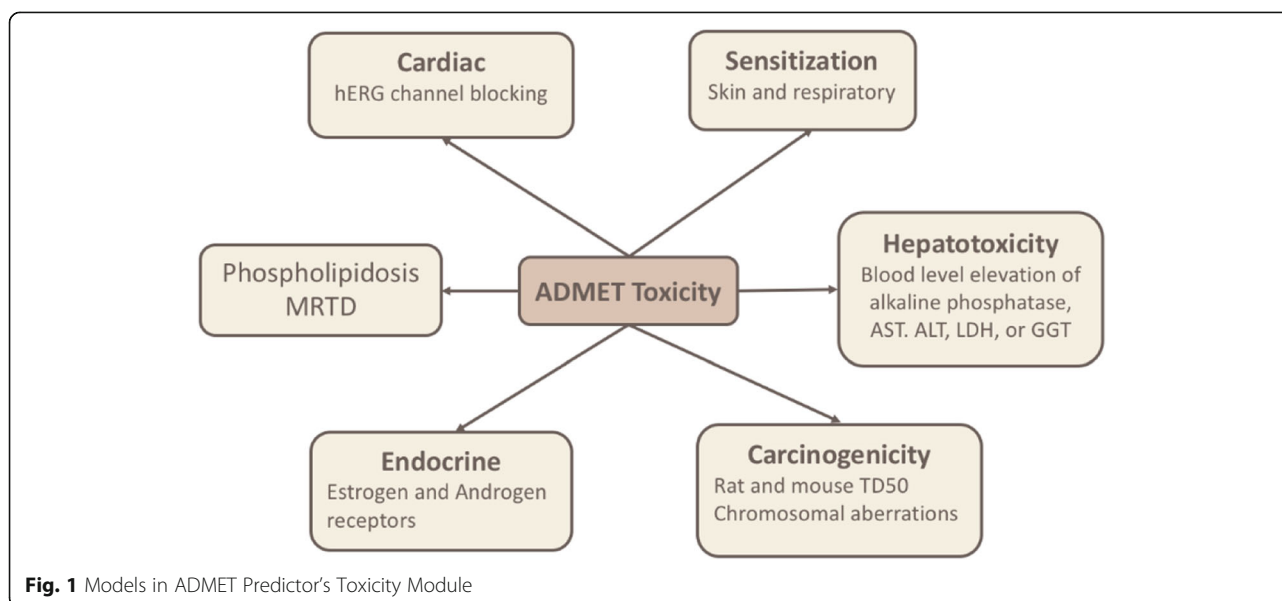 Cardiac
hERG channel blocking
Sensitization
Skin and respiratory
Phospholipidosis
MRTD
ADMET Toxicity
Hepatotoxicity
Blood level elevation of
alkaline phosphatase,
AST. ALT, LDH, or GGT
Endocrine
Estrogen and Androgen
receptors
Carcinogenicity
Rat and mouse TD50
Chromosomal aberrations
Fig. 1 Models in ADMET Predictor's Toxicity Module